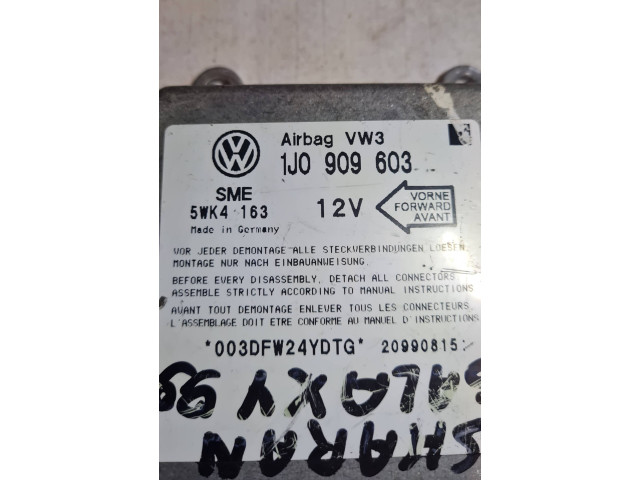 Airbag VW3
1J0 909 603
SME
5WK4 163
12V
VORNE
FORWARD
AVANT
Made in Germany
VOR JEDER DEMONTAGE ALLE STECKVERBINDUNGEN LOESEN.
MONTAGE NUR NACH EINBAUANWEISUNG.
BEFORE EVERY DISASSEMBLY, DETACH ALL CONNECTORS
ASSEMBLE STRICTLY ACCORDING TO MANUAL INSTRUCTIONS
AVANT TOUT DEMONTAGE ENLEVER TOUS LES CONNECTEURS.
L'ASSEMBLAGE DOIT ETRE CONFORME AU MANUEL D'INSTRUCTIONS
*003DFW24YDTG* 20990815
SHARAN
GALAXY 98